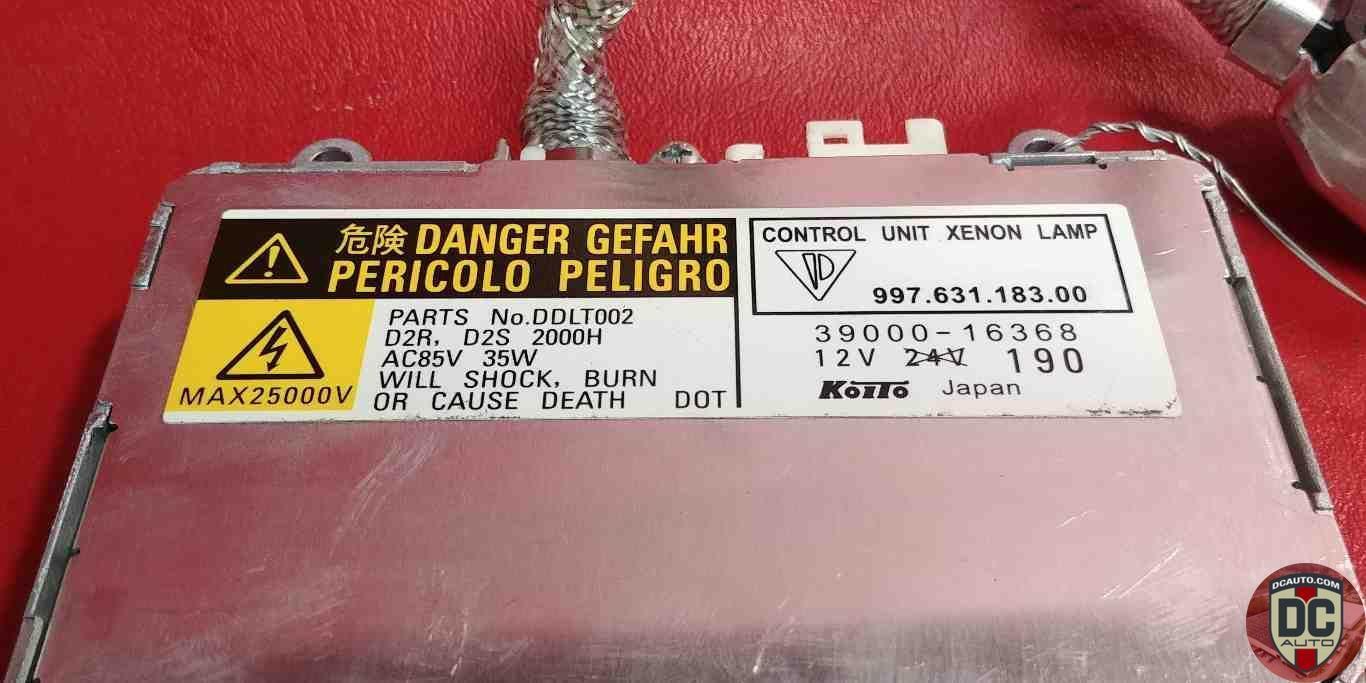 危険 DANGER GEFAHR
PERICOLO PELIGRO
MAX25000V
PARTS No.DDLT002
D2R, D2S 2000H
AC85V 35W
WILL SHOCK, BURN
OR CAUSE DEATH DOT
CONTROL UNIT XENON LAMP
997.631.183.00
39000-16368
12V 24V 190
KOITO Japan
DCAUTO.COM
DC
AUTO